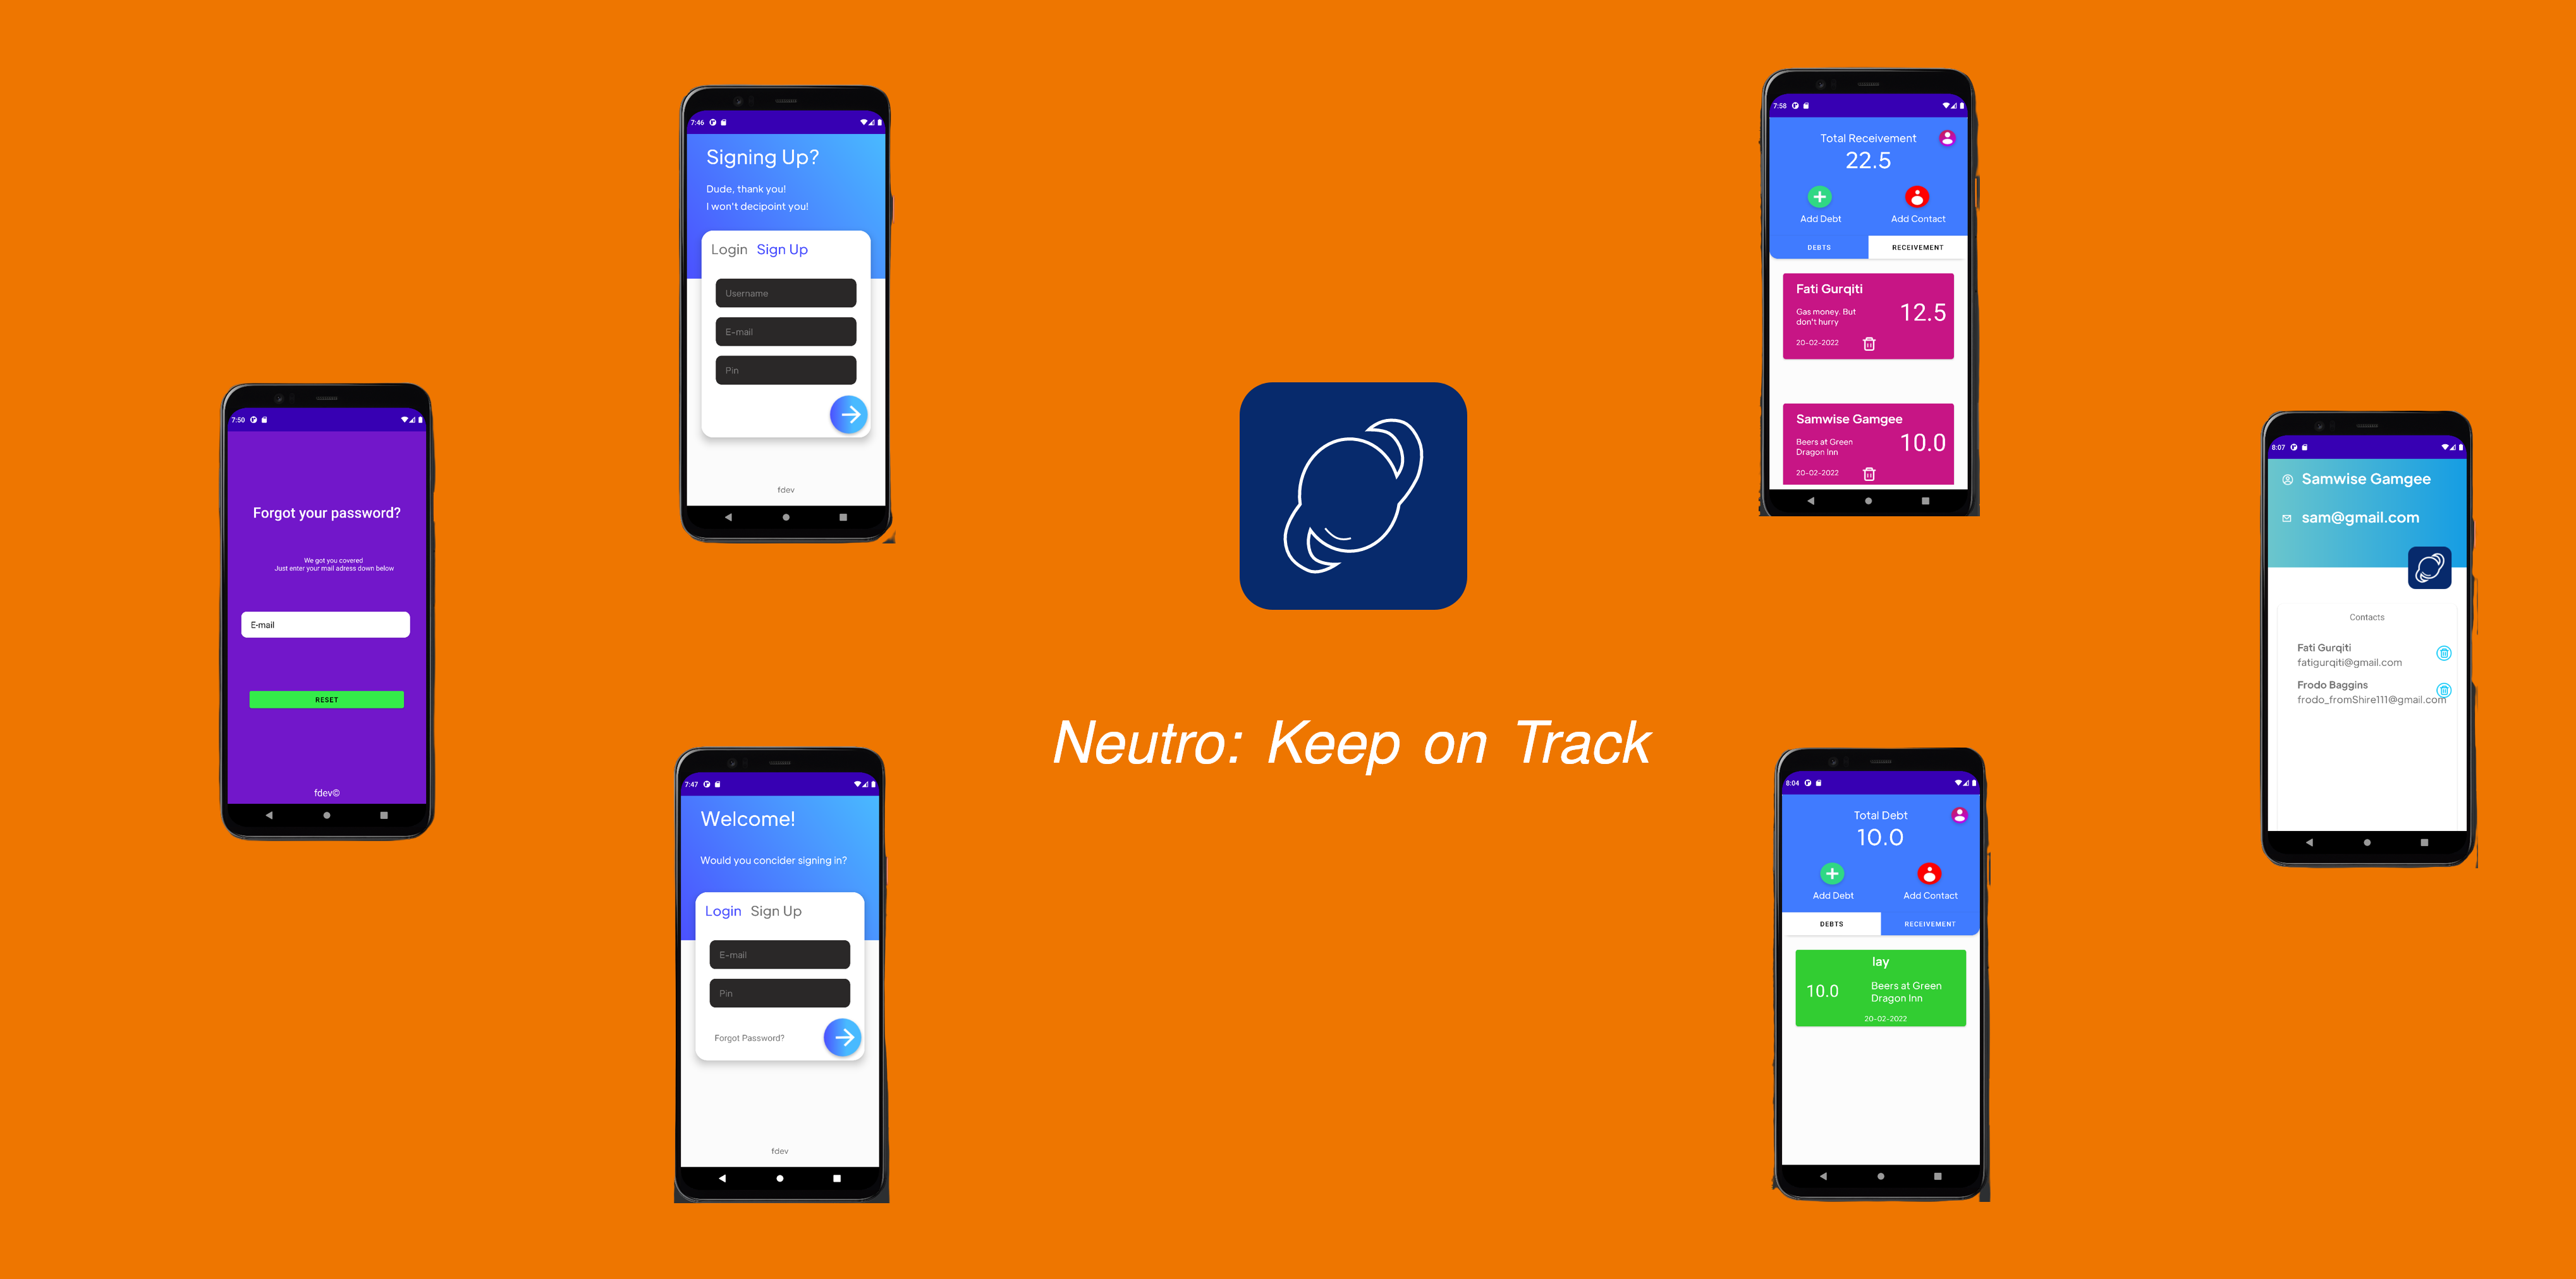 7:50
Forgot your password?
We got you covered
Just enter your mail adress down below
E-mail
RESET
fdev©
7:46
Signing Up?
Dude, thank you!
I won't decipoint you!
Login Sign Up
Username
E-mail
Pin
fdev
7:47
Welcome!
Would you concider signing in?
Login Sign Up
E-mail
Pin
Forgot Password?
fdev
Neutro: Keep on Track
7:58
Total Receivement
22.5
Add Debt Add Contact
DEBTS RECEIVEMENT
Fati Gurqiti
Gas money. But
don't hurry
12.5
20-02-2022
Samwise Gamgee
Beers at Green
Dragon Inn
10.0
20-02-2022
8:04
Total Debt
10.0
Add Debt Add Contact
DEBTS RECEIVEMENT
lay
10.0
Beers at Green
Dragon Inn
20-02-2022
8:07
Samwise Gamgee
sam@gmail.com
Contacts
Fati Gurqiti
fatigurqiti@gmail.com
Frodo Baggins
frodo_fromShire111@gmail.com